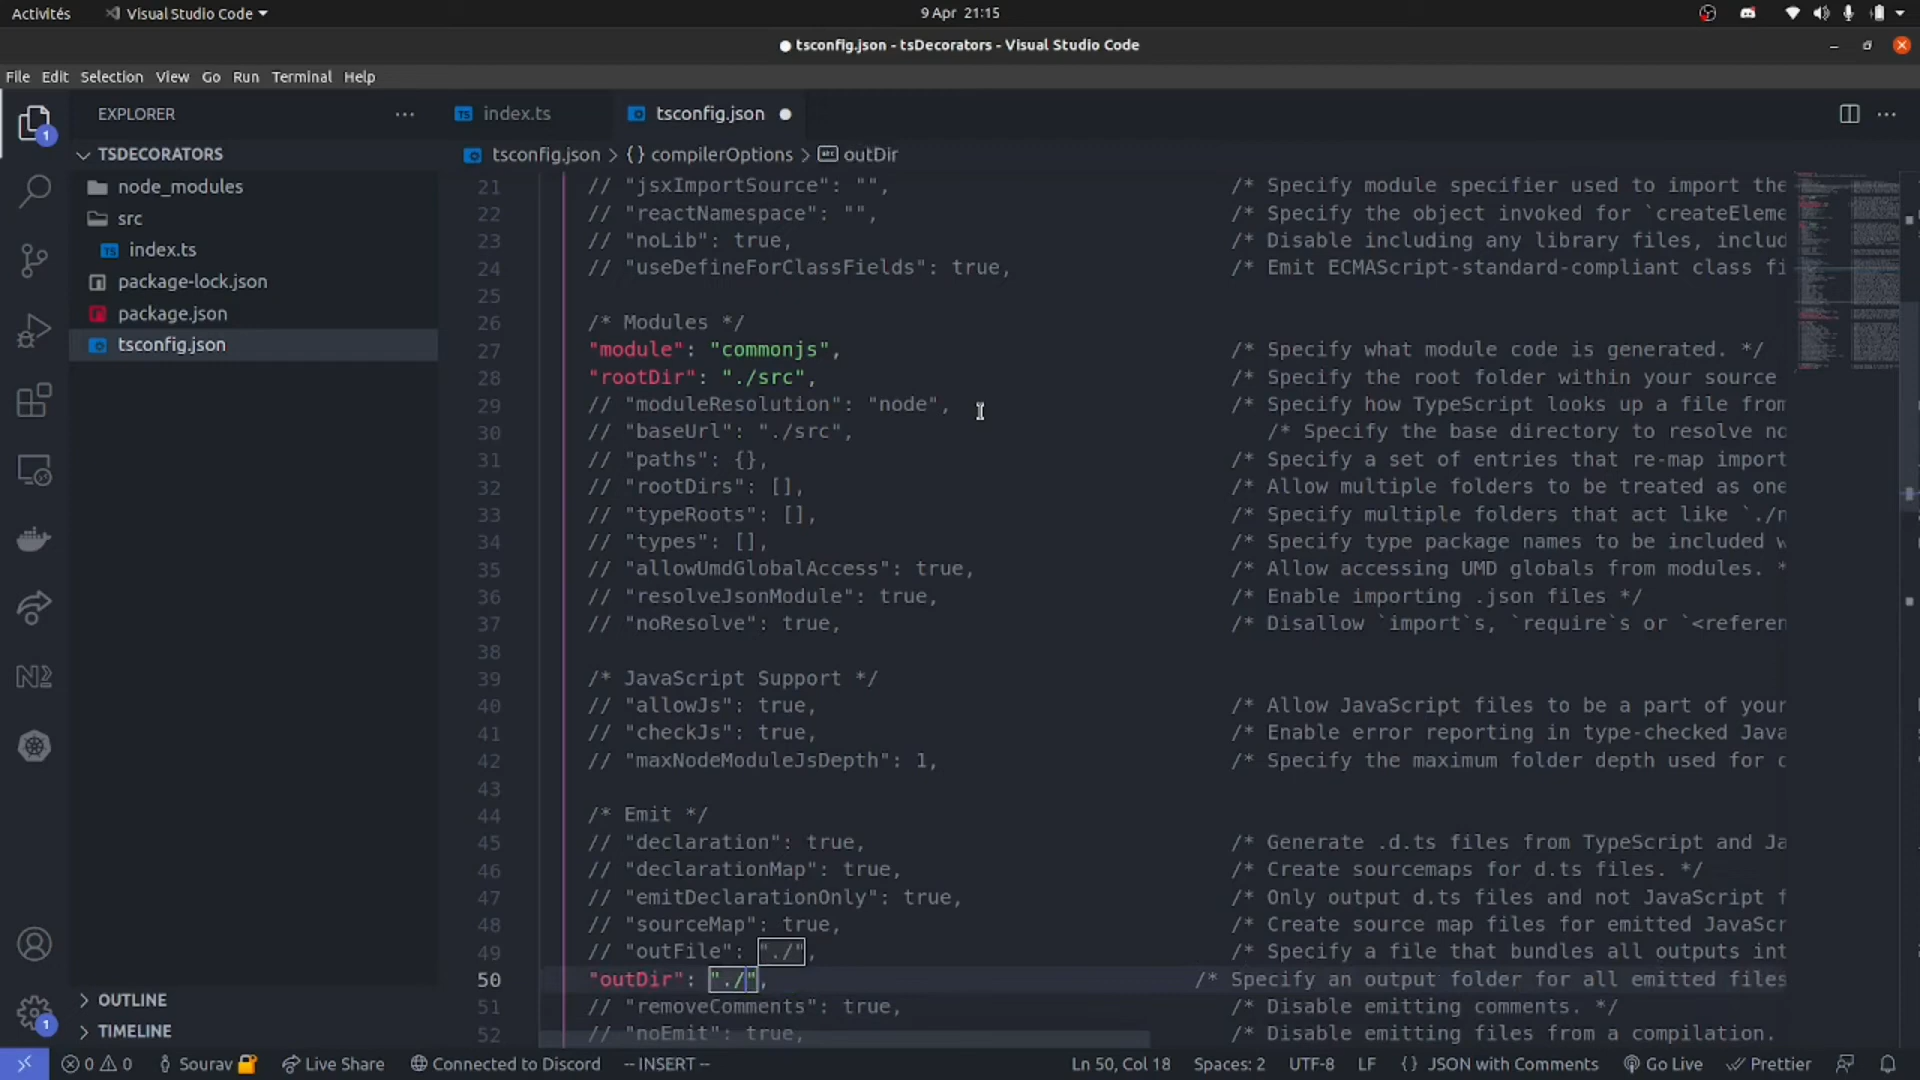 Activités
Visual Studio Code
9 Apr 21:15
tsconfig.json - tsDecorators - Visual Studio Code
File Edit Selection View Go Run Terminal Help
EXPLORER
index.ts
tsconfig.json
TSDECORATORS
tsconfig.json > {} compilerOptions > abc outDir
node_modules
src
index.ts
package-lock.json
package.json
tsconfig.json
21 // "jsxImportSource": "", /* Specify module specifier used to import the
22 // "reactNamespace": "", /* Specify the object invoked for `createEleme
23 // "noLib": true, /* Disable including any library files, includ
24 // "useDefineForClassFields": true, /* Emit ECMAScript-standard-compliant class fi
25
26 /* Modules */
27 "module": "commonjs", /* Specify what module code is generated. */
28 "rootDir": "./src", /* Specify the root folder within your source
29 // "moduleResolution": "node", /* Specify how TypeScript looks up a file from
30 // "baseUrl": "./src", /* Specify the base directory to resolve no
31 // "paths": {}, /* Specify a set of entries that re-map import
32 // "rootDirs": [], /* Allow multiple folders to be treated as one
33 // "typeRoots": [], /* Specify multiple folders that act like `./n
34 // "types": [], /* Specify type package names to be included w
35 // "allowUmdGlobalAccess": true, /* Allow accessing UMD globals from modules. *
36 // "resolveJsonModule": true, /* Enable importing .json files */
37 // "noResolve": true, /* Disallow `import`s, `require`s or `<referen
38
39 /* JavaScript Support */
40 // "allowJs": true, /* Allow JavaScript files to be a part of your
41 // "checkJs": true, /* Enable error reporting in type-checked Java
42 // "maxNodeModuleJsDepth": 1, /* Specify the maximum folder depth used for c
43
44 /* Emit */
45 // "declaration": true, /* Generate .d.ts files from TypeScript and Ja
46 // "declarationMap": true, /* Create sourcemaps for d.ts files. */
47 // "emitDeclarationOnly": true, /* Only output d.ts files and not JavaScript f
48 // "sourceMap": true, /* Create source map files for emitted JavaScr
49 // "outFile": "./", /* Specify a file that bundles all outputs int
50 "outDir": "./", /* Specify an output folder for all emitted files
51 // "removeComments": true, /* Disable emitting comments. */
52 // "noEmit": true, /* Disable emitting files from a compilation.
1
N2
1
OUTLINE
TIMELINE
0 0 Sourav Live Share Connected to Discord -- INSERT -- Ln 50, Col 18 Spaces: 2 UTF-8 LF {} JSON with Comments Go Live Prettier